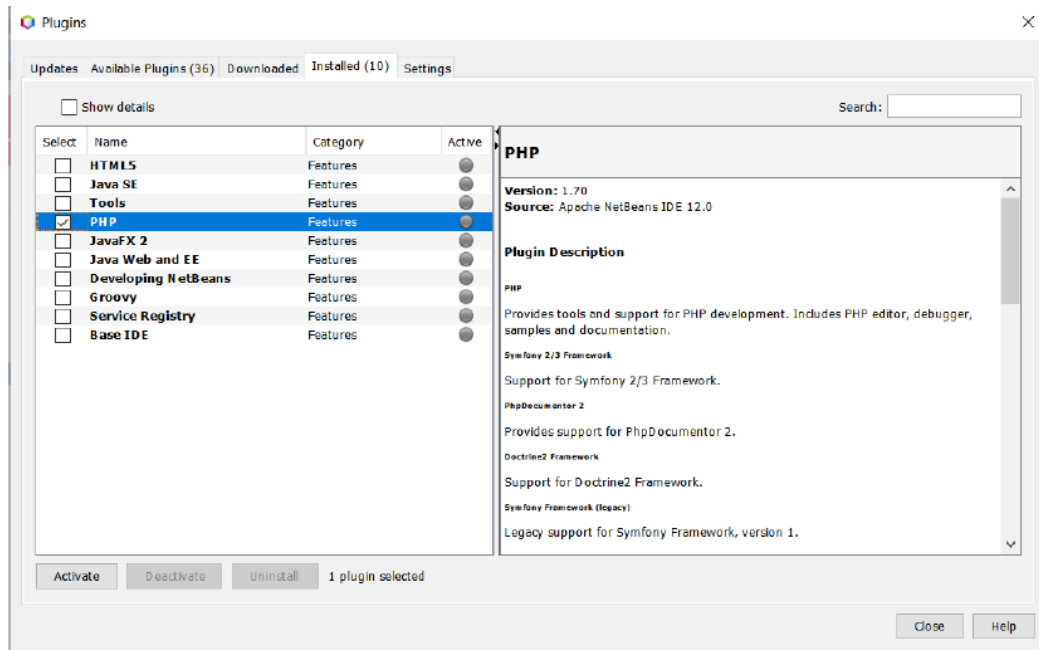 Plugins
Updates Available Plugins (36) Downloaded Installed (10) Settings
Show details
Search:
Select Name Category Active
HTML5 Features
Java SE Features
Tools Features
PHP Features
JavaFX 2 Features
Java Web and EE Features
Developing NetBeans Features
Groovy Features
Service Registry Features
Base IDE Features
PHP
Version: 1.70
Source: Apache NetBeans IDE 12.0
Plugin Description
PHP
Provides tools and support for PHP development. Includes PHP editor, debugger,
samples and documentation.
Symfony 2/3 Framework
Support for Symfony 2/3 Framework.
PhpDocumentor 2
Provides support for PhpDocumentor 2.
Doctrine2 Framework
Support for Doctrine2 Framework.
Symfony Framework (legacy)
Legacy support for Symfony Framework, version 1.
Activate Deactivate Uninstall 1 plugin selected
Close Help